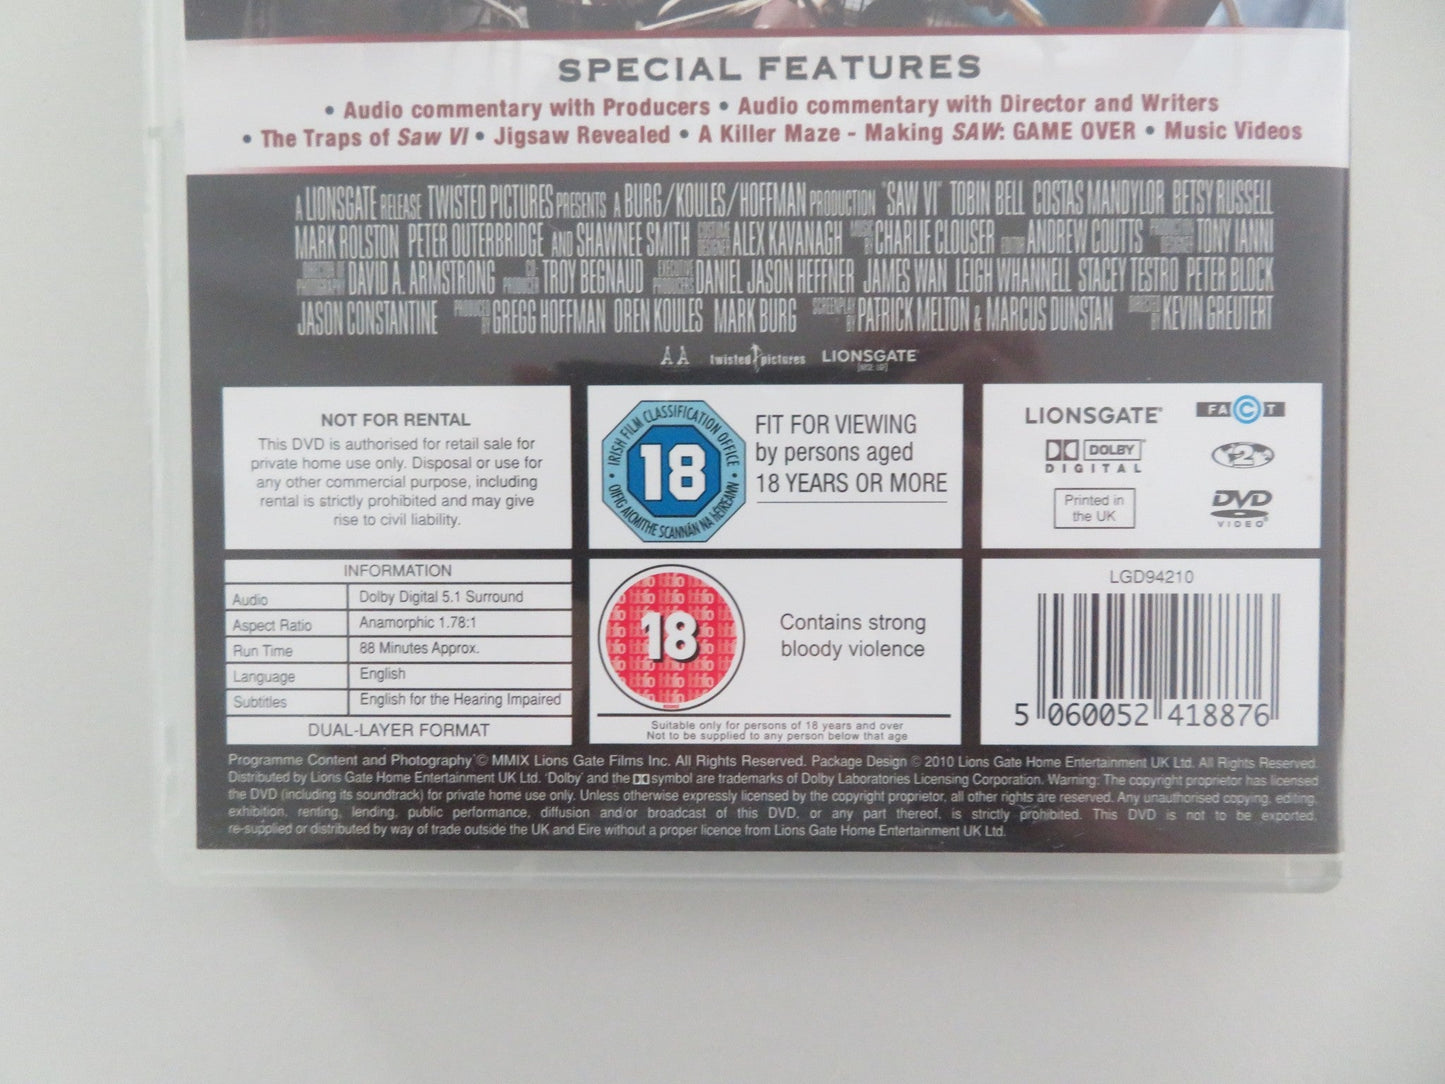 SPECIAL FEATURES
• Audio commentary with Producers • Audio commentary with Director and Writers
• The Traps of Saw VI • Jigsaw Revealed • A Killer Maze - Making SAW: GAME OVER • Music Videos
A LIONSGATE RELEASE TWISTED PICTURES PRESENTS A BURG/KOULES/HOFFMAN PRODUCTION "SAW VI" TOBIN BELL COSTAS MANDYLOR BETSY RUSSELL
MARK ROLSTON PETER OUTERBRIDGE AND SHAWNEE SMITH COSTUME DESIGNER ALEX KAVANAGH MUSIC BY CHARLIE CLOUSER EDITOR ANDREW COUTTS PRODUCTION DESIGNER TONY IANNI
DIRECTOR OF PHOTOGRAPHY DAVID A. ARMSTRONG CO-PRODUCER TROY BEGNAUD EXECUTIVE PRODUCERS DANIEL JASON HEFFNER JAMES WAN LEIGH WHANNELL STACEY TESTRO PETER BLOCK
JASON CONSTANTINE PRODUCED BY GREGG HOFFMAN OREN KOULES MARK BURG SCREENPLAY BY PATRICK MELTON & MARCUS DUNSTAN DIRECTED BY KEVIN GREUTERT
twisted pictures LIONSGATE
NOT FOR RENTAL
This DVD is authorised for retail sale for
private home use only. Disposal or use for
any other commercial purpose, including
rental is strictly prohibited and may give
rise to civil liability.
IRISH FILM CLASSIFICATION OFFICE
18
OIFIG AICMITHE SCANNÁN NA hÉIREANN
FIT FOR VIEWING
by persons aged
18 YEARS OR MORE
LIONSGATE®
FACT
DOLBY
DIGITAL
2
Printed in
the UK
DVD
VIDEO®
INFORMATION
Audio Dolby Digital 5.1 Surround
Aspect Ratio Anamorphic 1.78:1
Run Time 88 Minutes Approx.
Language English
Subtitles English for the Hearing Impaired
DUAL-LAYER FORMAT
18
Contains strong
bloody violence
Suitable only for persons of 18 years and over
Not to be supplied to any person below that age
LGD94210
5 060052 418876
Programme Content and Photography © MMIX Lions Gate Films Inc. All Rights Reserved. Package Design © 2010 Lions Gate Home Entertainment UK Ltd. All Rights Reserved.
Distributed by Lions Gate Home Entertainment UK Ltd. 'Dolby' and the symbol are trademarks of Dolby Laboratories Licensing Corporation. Warning: The copyright proprietor has licensed
the DVD (including its soundtrack) for private home use only. Unless otherwise expressly licensed by the copyright proprietor, all other rights are reserved. Any unauthorised copying, editing,
exhibition, renting, lending, public performance, diffusion and/or broadcast of this DVD, or any part thereof, is strictly prohibited. This DVD is not to be exported,
re-supplied or distributed by way of trade outside the UK and Eire without a proper licence from Lions Gate Home Entertainment UK Ltd.